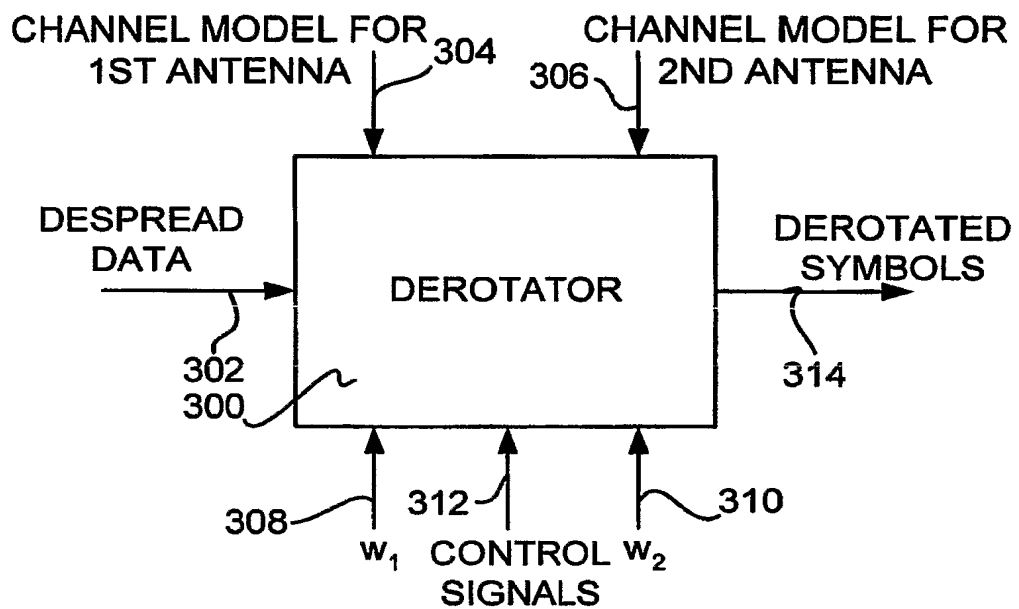 CHANNEL MODEL FOR
1ST ANTENNA
304
CHANNEL MODEL FOR
2ND ANTENNA
306
DESPREAD
DATA
302
300
DEROTATOR
DEROTATED
SYMBOLS
314
308
w1
312
CONTROL
SIGNALS
310
w2